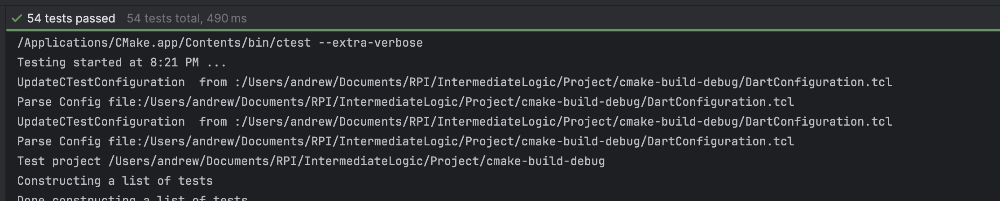 54 tests passed 54 tests total, 490 ms
/Applications/CMake.app/Contents/bin/ctest --extra-verbose
Testing started at 8:21 PM ...
UpdateCTestConfiguration  from :/Users/andrew/Documents/RPI/IntermediateLogic/Project/cmake-build-debug/DartConfiguration.tcl
Parse Config file:/Users/andrew/Documents/RPI/IntermediateLogic/Project/cmake-build-debug/DartConfiguration.tcl
UpdateCTestConfiguration  from :/Users/andrew/Documents/RPI/IntermediateLogic/Project/cmake-build-debug/DartConfiguration.tcl
Parse Config file:/Users/andrew/Documents/RPI/IntermediateLogic/Project/cmake-build-debug/DartConfiguration.tcl
Test project /Users/andrew/Documents/RPI/IntermediateLogic/Project/cmake-build-debug
Constructing a list of tests
Done constructing a list of tests